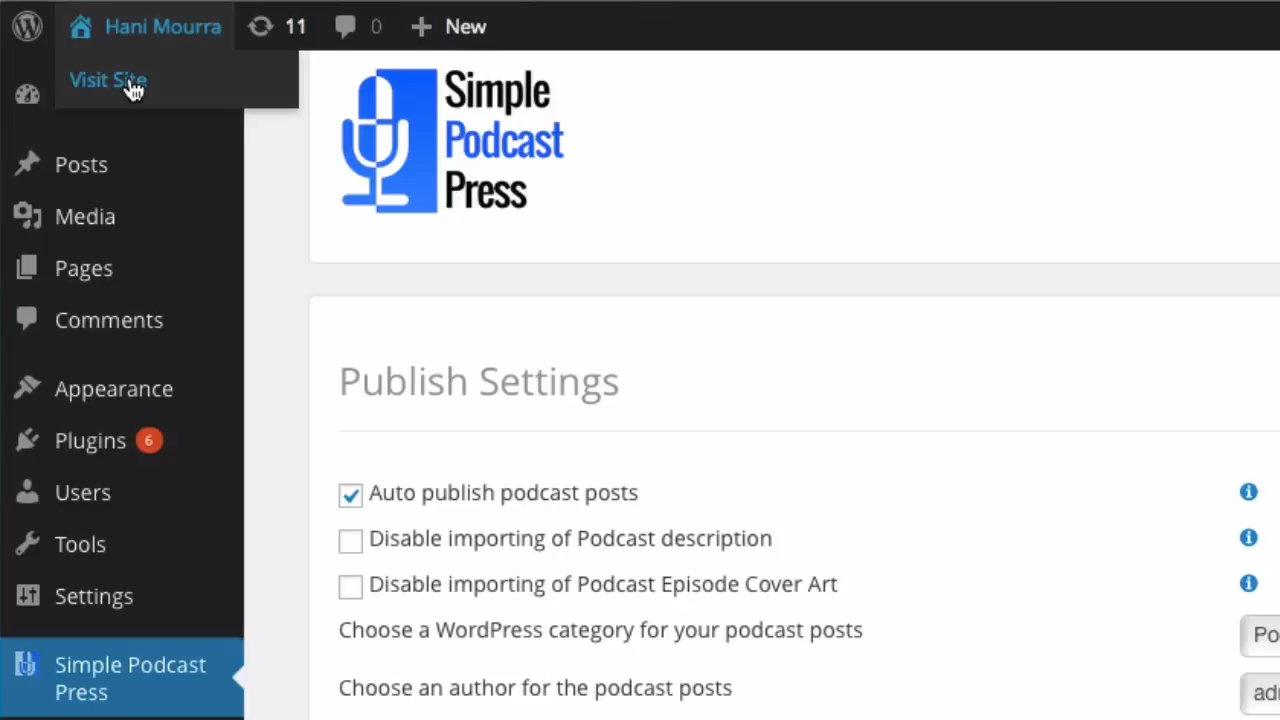 Hani Mourra 11 0 New
Visit Site
Posts
Media
Pages
Comments
Appearance
Plugins 6
Users
Tools
Settings
Simple Podcast
Press
Simple
Podcast
Press
Publish Settings
Auto publish podcast posts
Disable importing of Podcast description
Disable importing of Podcast Episode Cover Art
Choose a WordPress category for your podcast posts
Po
Choose an author for the podcast posts